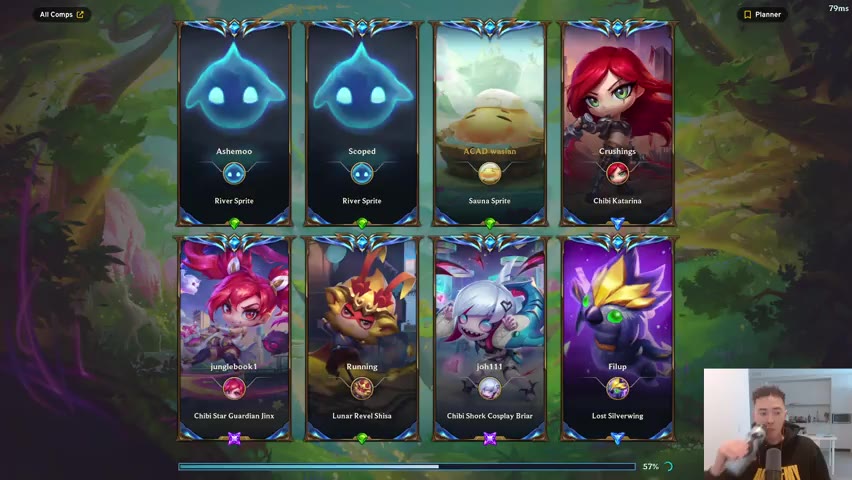 All Comps
Planner
79ms
Ashemoo
River Sprite
Scoped
River Sprite
ACAD wasian
Sauna Sprite
Crushings
Chibi Katarina
junglebook1
Chibi Star Guardian Jinx
Running
Lunar Revel Shisa
joh111
Chibi Shork Cosplay Briar
Filup
Lost Silverwing
57%